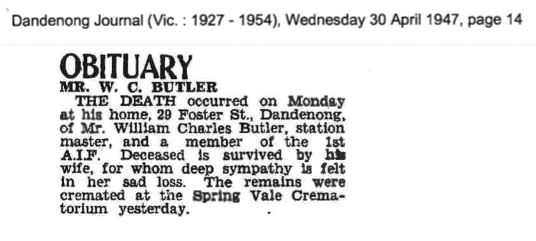 Dandenong Journal (Vic. : 1927 - 1954), Wednesday 30 April 1947, page 14
OBITUARY
MR. W. C. BUTLER
THE DEATH occurred on Monday
at his home, 29 Foster St., Dandenong,
of Mr. William Charles Butler, station
master, and a member of the 1st
A.I.F. Deceased is survived by his
wife, for whom deep sympathy is felt
in her sad loss. The remains were
cremated at the Spring Vale Crema-
torium yesterday.